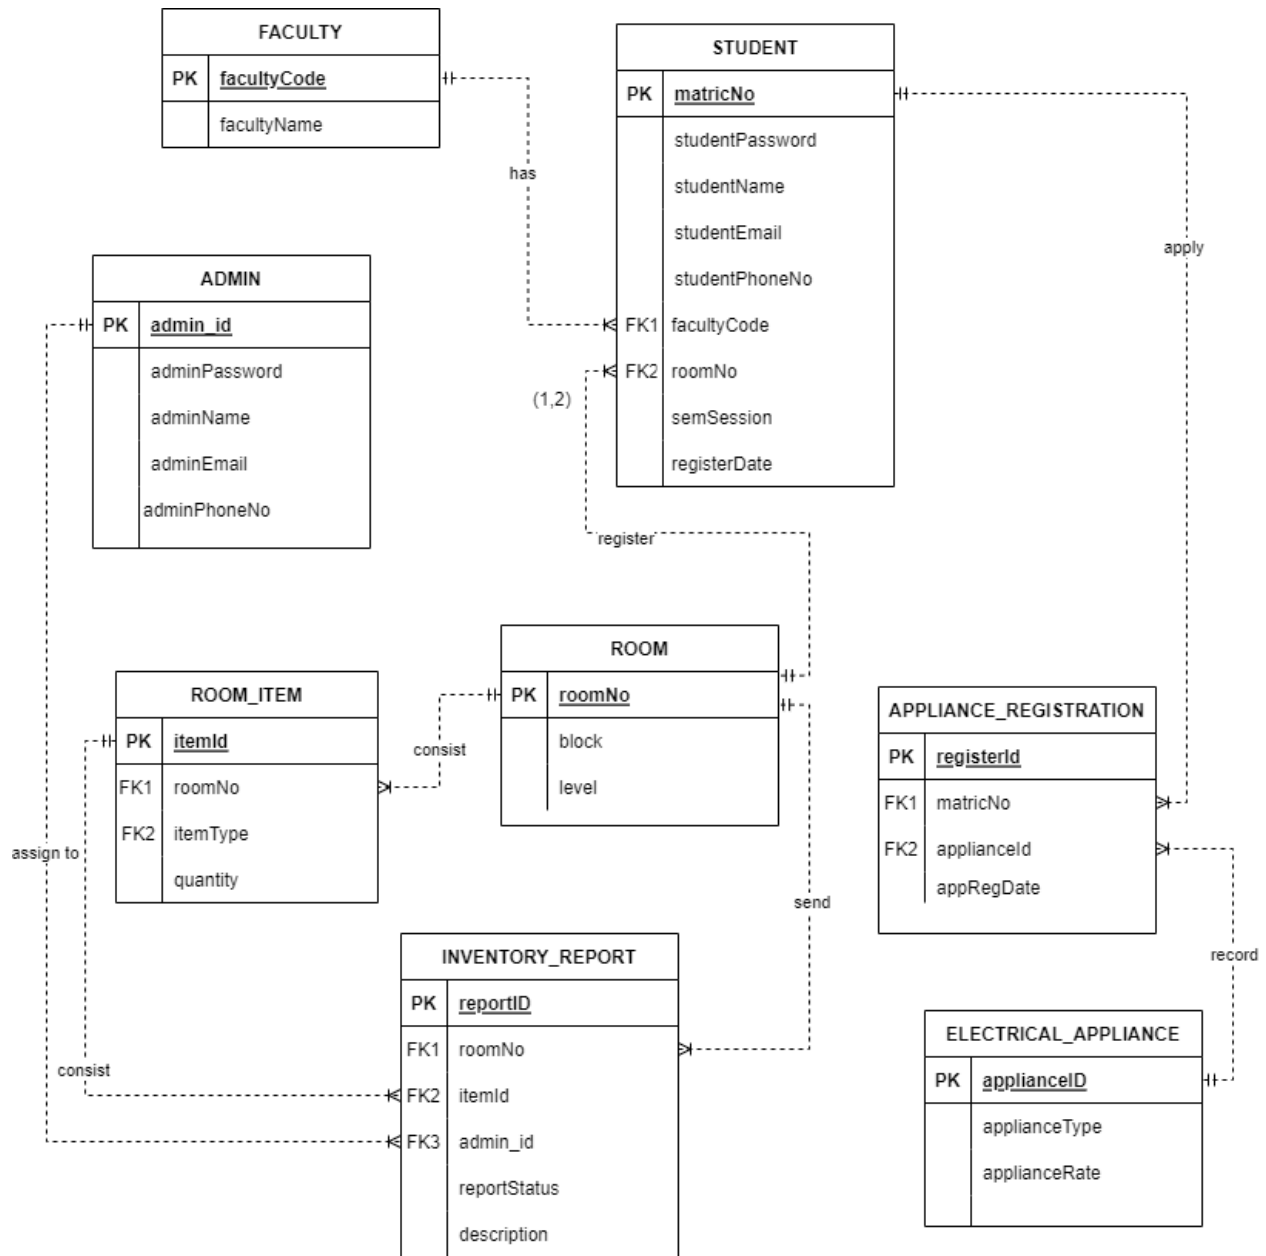 FACULTY
PK facultyCode
facultyName
has
STUDENT
PK matricNo
studentPassword
studentName
studentEmail
studentPhoneNo
FK1 facultyCode
FK2 roomNo
semSession
registerDate
(1,2)
apply
ADMIN
PK admin_id
adminPassword
adminName
adminEmail
adminPhoneNo
register
ROOM
PK roomNo
block
level
consist
ROOM_ITEM
PK itemId
FK1 roomNo
FK2 itemType
quantity
assign to
send
APPLIANCE_REGISTRATION
PK registerId
FK1 matricNo
FK2 applianceId
appRegDate
record
INVENTORY_REPORT
PK reportID
FK1 roomNo
FK2 itemId
FK3 admin_id
reportStatus
description
consist
ELECTRICAL_APPLIANCE
PK applianceID
applianceType
applianceRate